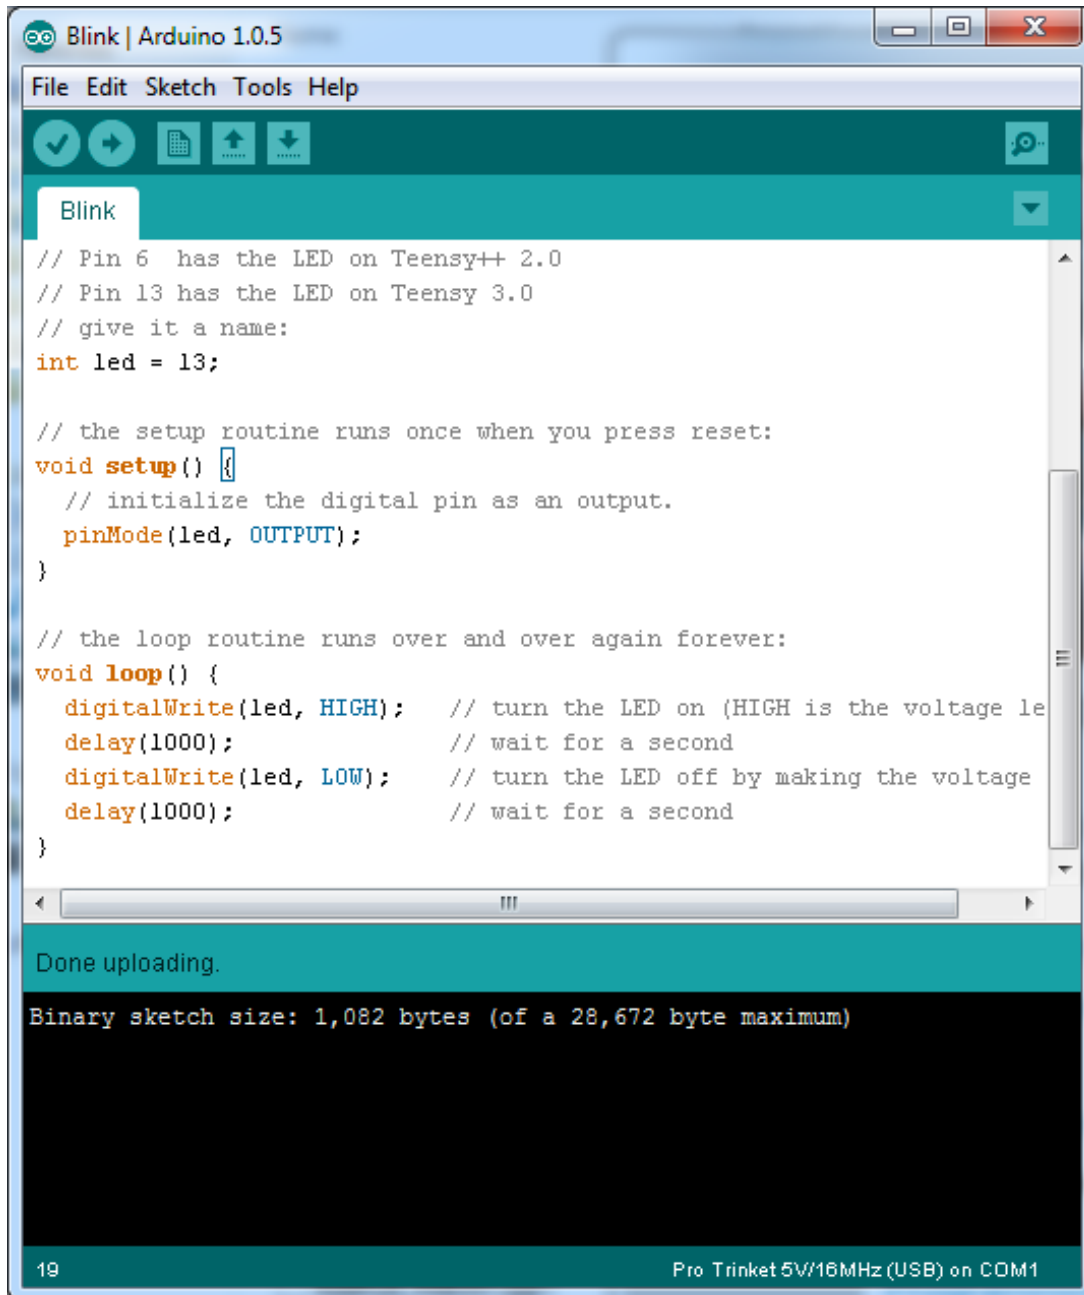 Blink | Arduino 1.0.5
File Edit Sketch Tools Help
Blink
// Pin 6  has the LED on Teensy++ 2.0
// Pin 13 has the LED on Teensy 3.0
// give it a name:
int led = 13;
// the setup routine runs once when you press reset:
void setup() {
  // initialize the digital pin as an output.
  pinMode(led, OUTPUT);
}
// the loop routine runs over and over again forever:
void loop() {
  digitalWrite(led, HIGH);   // turn the LED on (HIGH is the voltage le
  delay(1000);               // wait for a second
  digitalWrite(led, LOW);    // turn the LED off by making the voltage
  delay(1000);               // wait for a second
}
Done uploading.
Binary sketch size: 1,082 bytes (of a 28,672 byte maximum)
19 Pro Trinket 5V/16MHz (USB) on COM1